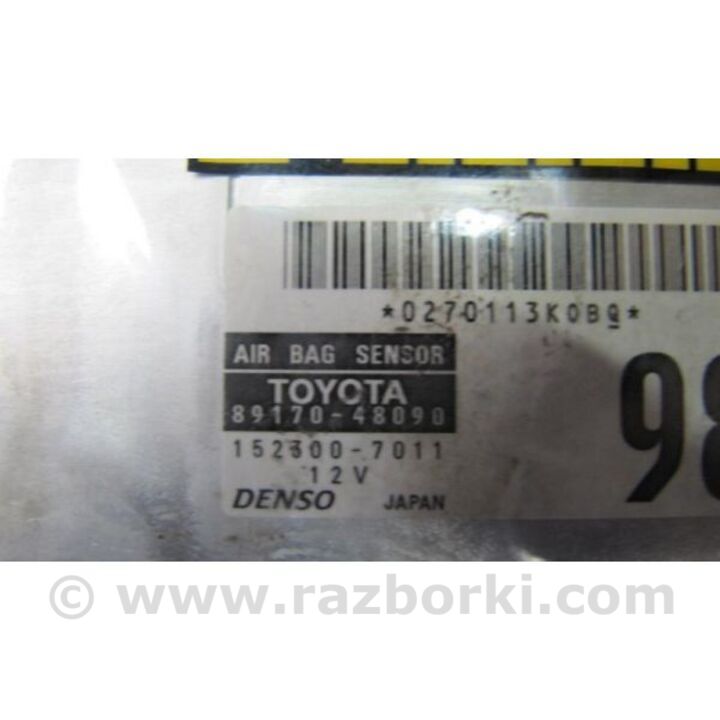 *0270113K0BQ*
AIR BAG SENSOR
TOYOTA
89170-48090
152300-7011
12V
DENSO JAPAN
98
© www.razborki.com